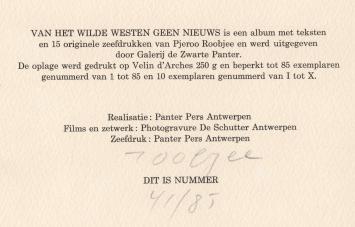 VAN HET WILDE WESTEN GEEN NIEUWS is een album met teksten
en 15 originele zeefdrukken van Pjeroo Roobjee en werd uitgegeven
door Galerij de Zwarte Panter.
De oplage werd gedrukt op Velin d'Arches 250 g en beperkt tot 85 exemplaren
genummerd van 1 tot 85 en 10 exemplaren genummerd van I tot X.
Realisatie: Panter Pers Antwerpen
Films en zetwerk: Photogravure De Schutter Antwerpen
Zeefdruk: Panter Pers Antwerpen
roobjee
DIT IS NUMMER
41/85